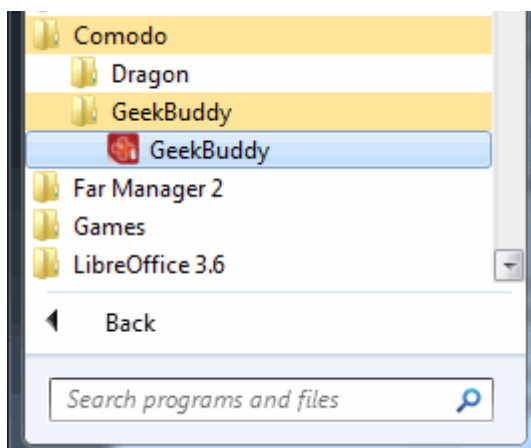 Comodo
Dragon
GeekBuddy
GeekBuddy
Far Manager 2
Games
LibreOffice 3.6
Back
Search programs and files